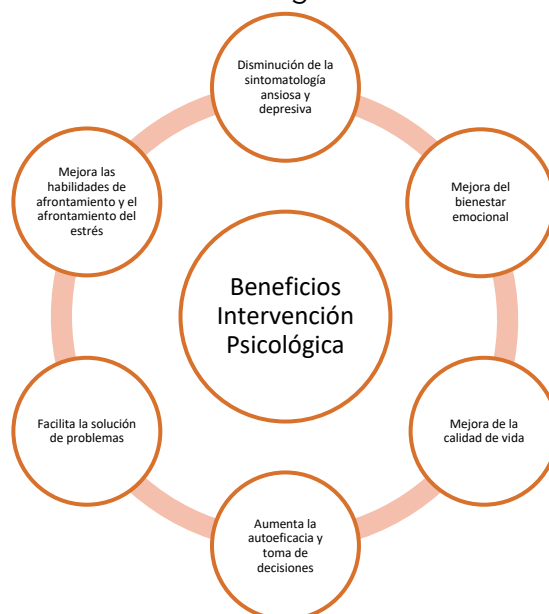 Disminución de la
sintomatología
ansiosa y
depresiva
Mejora del
bienestar
emocional
Mejora de la
calidad de vida
Aumenta la
autoeficacia y
toma de
decisiones
Facilita la solución
de problemas
Mejora las
habilidades de
afrontamiento y el
afrontamiento del
estrés
Beneficios
Intervención
Psicológica